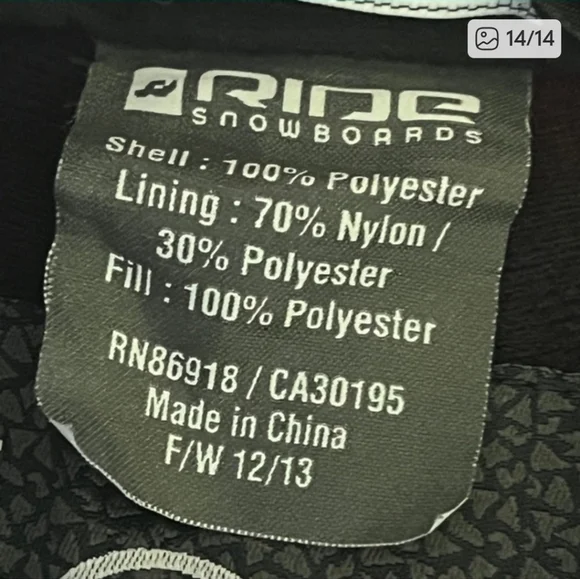 14/14
RIDE
SNOWBOARDS
Shell : 100% Polyester
Lining : 70% Nylon /
30% Polyester
Fill : 100% Polyester
RN86918 / CA30195
Made in China
F/W 12/13